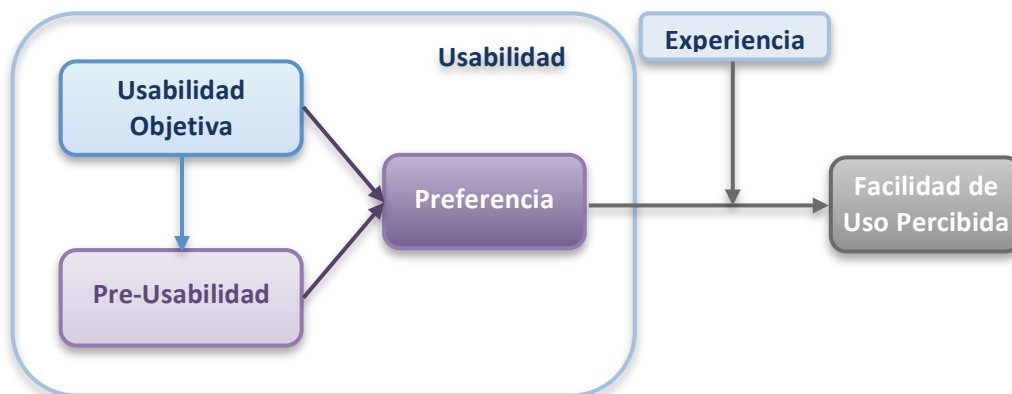 Usabilidad
Experiencia
Usabilidad
Objetiva
Preferencia
Facilidad de
Uso Percibida
Pre-Usabilidad